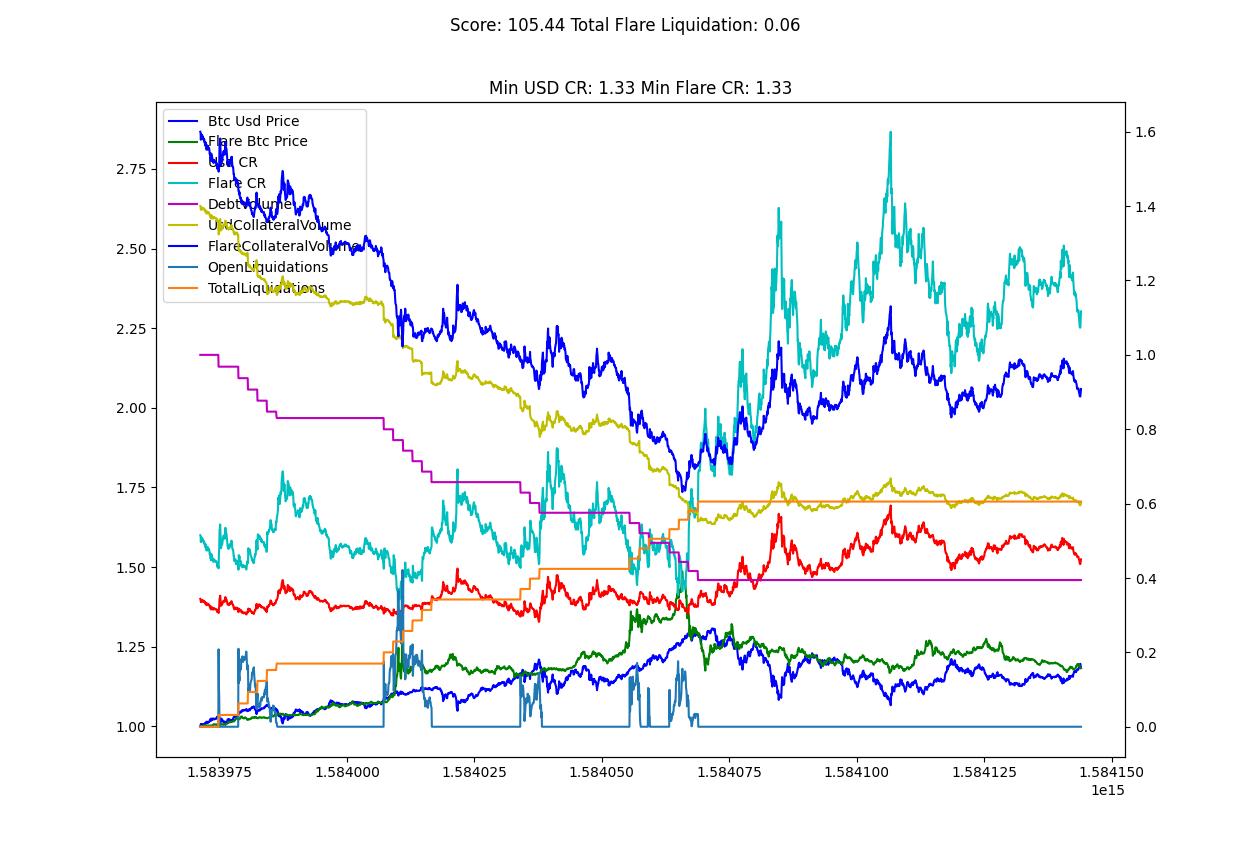 Score: 105.44 Total Flare Liquidation: 0.06
Min USD CR: 1.33 Min Flare CR: 1.33
Btc Usd Price
Flare Btc Price
Usd CR
Flare CR
DebtVolume
UsdCollateralVolume
FlareCollateralVolume
OpenLiquidations
TotalLiquidations
2.75
2.50
2.25
2.00
1.75
1.50
1.25
1.00
1.6
1.4
1.2
1.0
0.8
0.6
0.4
0.2
0.0
1.583975 1.584000 1.584025 1.584050 1.584075 1.584100 1.584125 1.584150
1e15